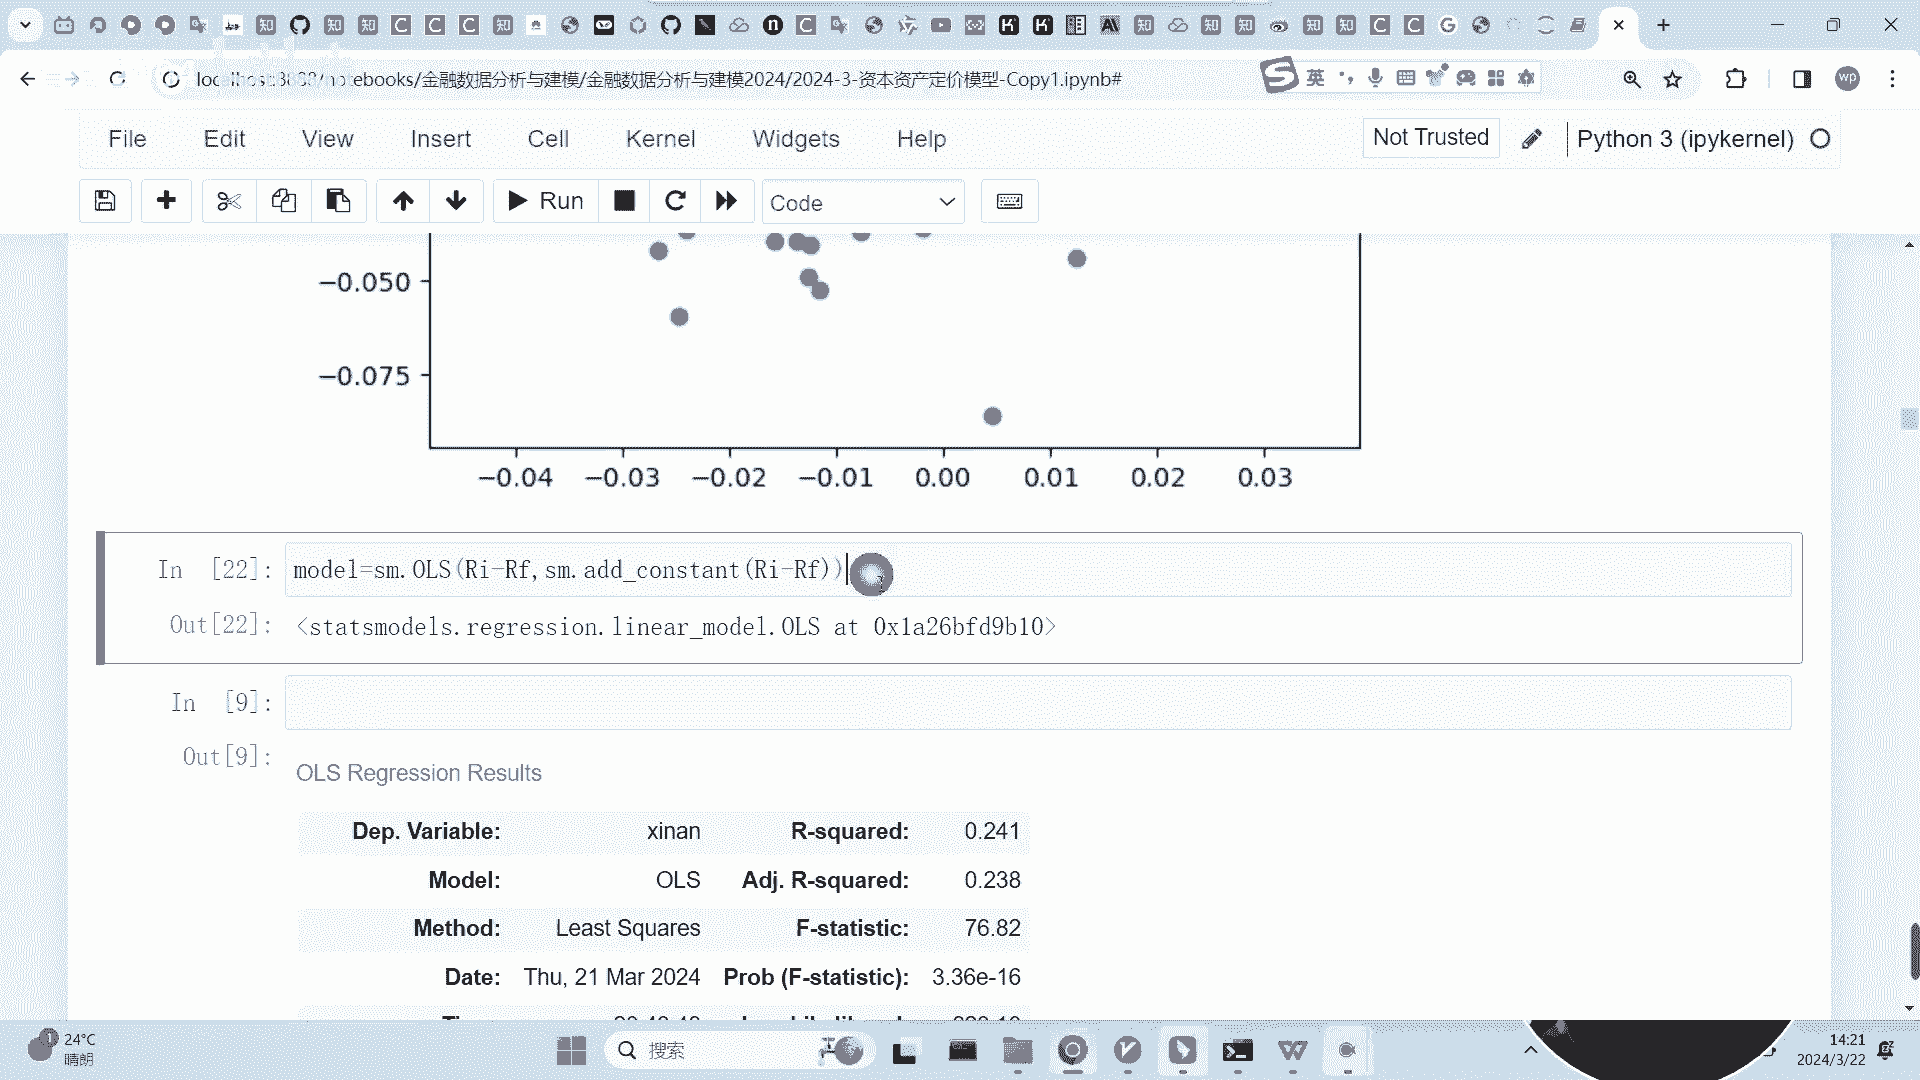 localhost:8888/notebooks/金融数据分析与建模/金融数据分析与建模2024/2024-3-资本资产定价模型-Copy1.ipynb#
英
wp
File Edit View Insert Cell Kernel Widgets Help
Not Trusted
Python 3 (ipykernel)
Run
Code
−0.050
−0.075
−0.04 −0.03 −0.02 −0.01 0.00 0.01 0.02 0.03
In [22]: model=sm.OLS(Ri-Rf,sm.add_constant(Ri-Rf))
Out[22]: <statsmodels.regression.linear_model.OLS at 0x1a26bfd9b10>
In [9]:
Out[9]:
OLS Regression Results
Dep. Variable: xinan R-squared: 0.241
Model: OLS Adj. R-squared: 0.238
Method: Least Squares F-statistic: 76.82
Date: Thu, 21 Mar 2024 Prob (F-statistic): 3.36e-16
24°C
晴朗
搜索
14:21
2024/3/22